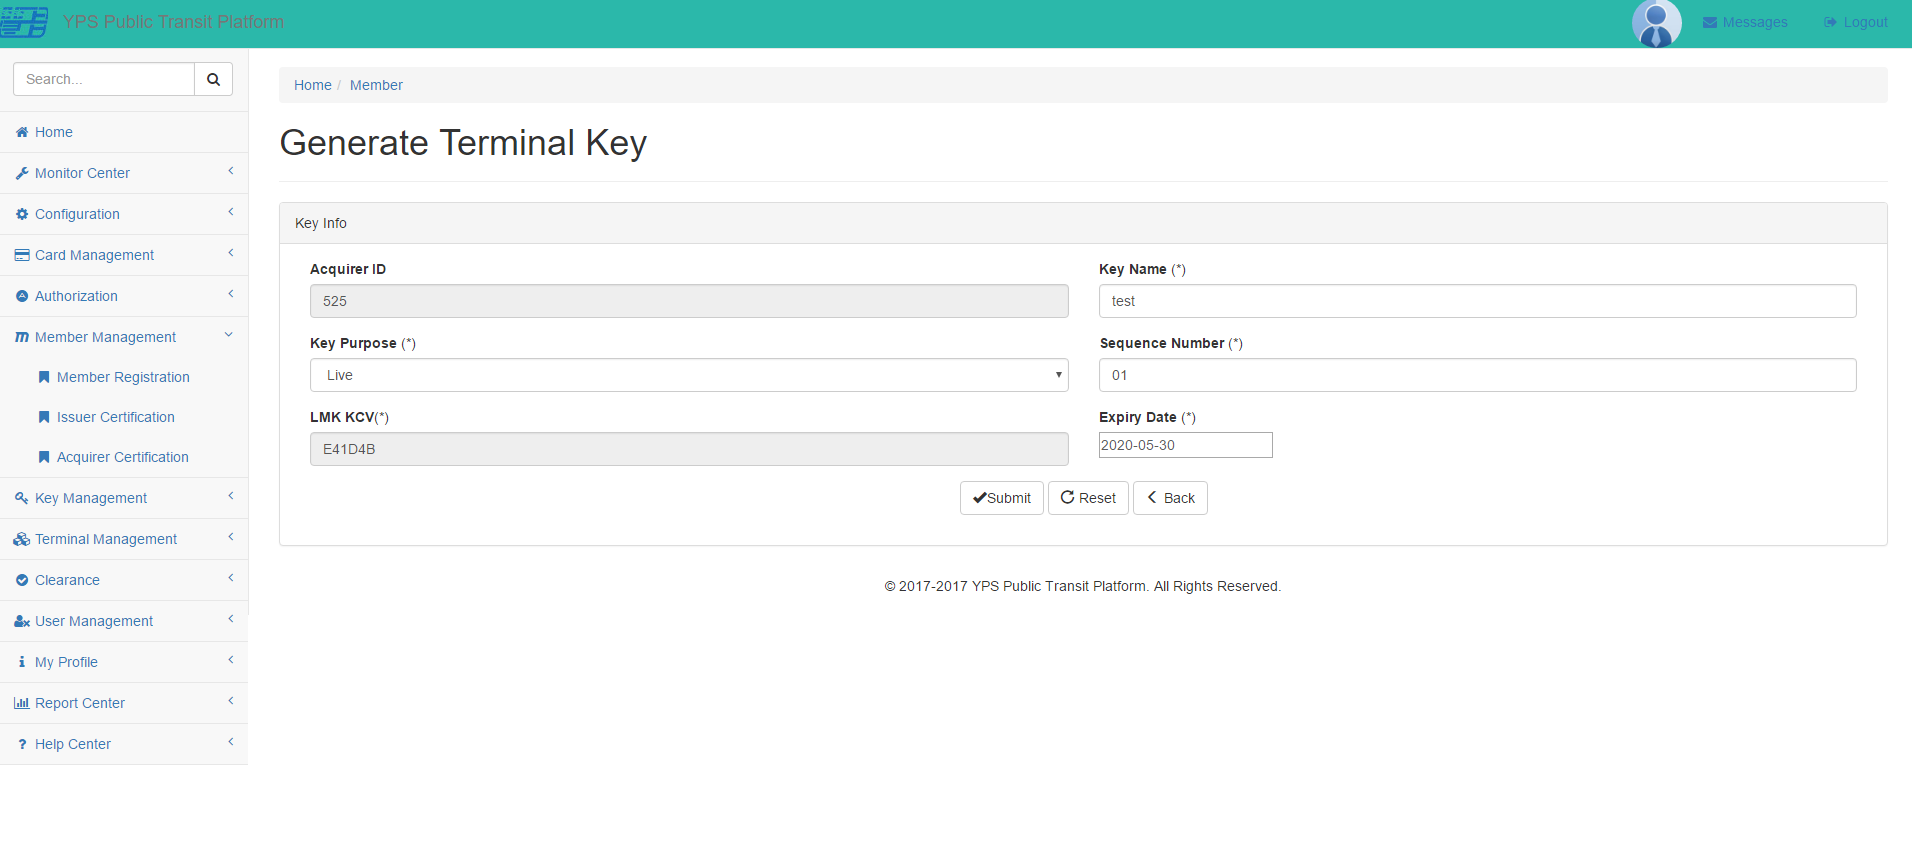 YPS Public Transit Platform
Messages
Logout
Search...
Home
Monitor Center
Configuration
Card Management
Authorization
Member Management
Member Registration
Issuer Certification
Acquirer Certification
Key Management
Terminal Management
Clearance
User Management
My Profile
Report Center
Help Center
Home / Member
Generate Terminal Key
Key Info
Acquirer ID
525
Key Name (*)
test
Key Purpose (*)
Live
Sequence Number (*)
01
LMK KCV(*)
E41D4B
Expiry Date (*)
2020-05-30
Submit Reset Back
© 2017-2017 YPS Public Transit Platform. All Rights Reserved.